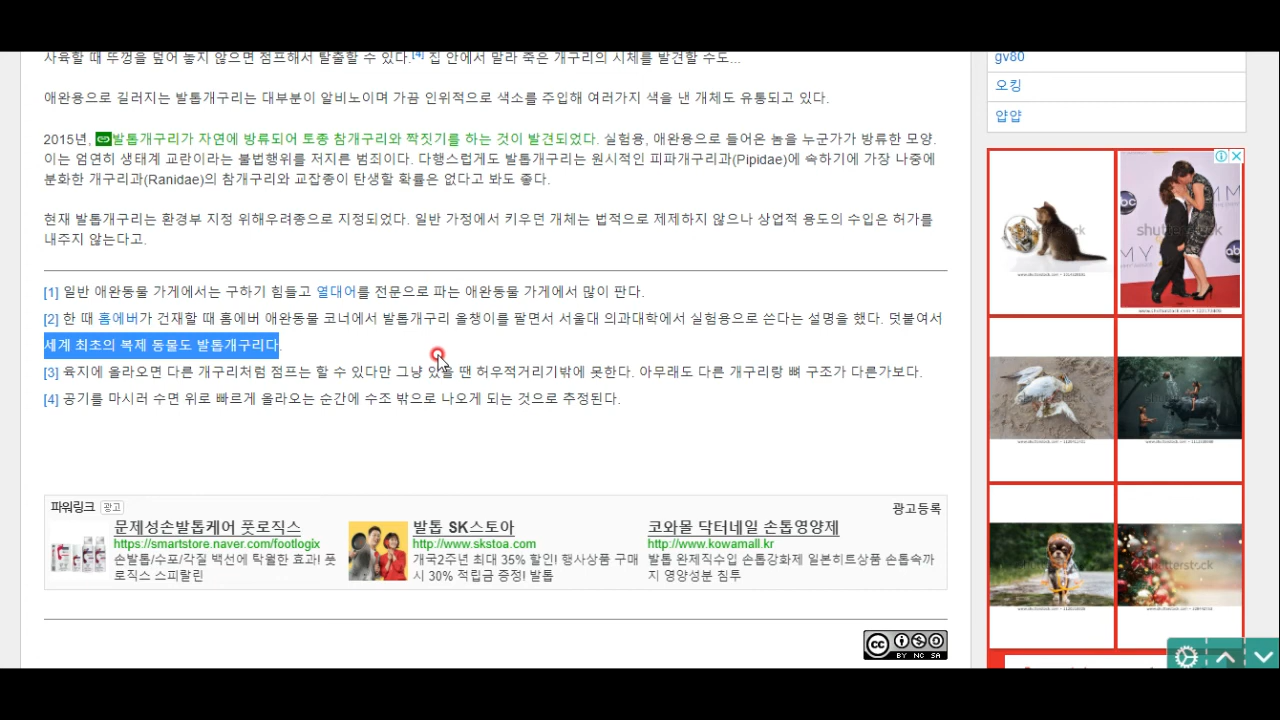 사육할 때 뚜껑을 덮어 놓지 않으면 점프해서 탈출할 수 있다.[4] 집 안에서 말라 죽은 개구리의 시체를 발견할 수도...
애완용으로 길러지는 발톱개구리는 대부분이 알비노이며 가끔 인위적으로 색소를 주입해 여러가지 색을 낸 개체도 유통되고 있다.
2015년, 발톱개구리가 자연에 방류되어 토종 참개구리와 짝짓기를 하는 것이 발견되었다. 실험용, 애완용으로 들어온 놈을 누군가가 방류한 모양.
이는 엄연히 생태계 교란이라는 불법행위를 저지른 범죄이다. 다행스럽게도 발톱개구리는 원시적인 피파개구리과(Pipidae)에 속하기에 가장 나중에
분화한 개구리과(Ranidae)의 참개구리와 교잡종이 탄생할 확률은 없다고 봐도 좋다.
현재 발톱개구리는 환경부 지정 위해우려종으로 지정되었다. 일반 가정에서 키우던 개체는 법적으로 제제하지 않으나 상업적 용도의 수입은 허가를
내주지 않는다고.
[1] 일반 애완동물 가게에서는 구하기 힘들고 열대어를 전문으로 파는 애완동물 가게에서 많이 판다.
[2] 한 때 홈에버가 건재할 때 홈에버 애완동물 코너에서 발톱개구리 올챙이를 팔면서 서울대 의과대학에서 실험용으로 쓴다는 설명을 했다. 덧붙여서
세계 최초의 복제 동물도 발톱개구리다.
[3] 육지에 올라오면 다른 개구리처럼 점프는 할 수 있다만 그냥 있을 땐 허우적거리기밖에 못한다. 아무래도 다른 개구리랑 뼈 구조가 다른가보다.
[4] 공기를 마시러 수면 위로 빠르게 올라오는 순간에 수조 밖으로 나오게 되는 것으로 추정된다.
파워링크 광고
광고등록
문제성손발톱케어 풋로직스
https://smartstore.naver.com/footlogix
손발톱/수포/각질 백선에 탁월한 효과! 풋
로직스 스피랄린
발톱 SK스토아
http://www.skstoa.com
개국2주년 최대 35% 할인! 행사상품 구매
시 30% 적립금 증정! 발톱
코와몰 닥터네일 손톱영양제
http://www.kowamall.kr
발톱 완제직수입 손톱강화제 일본히트상품 손톱속까
지 영양성분 침투
cc BY NC SA
gv80
오킹
얍얍
shutterstock
abc
MMY
shutterstock
abc
shutterstock